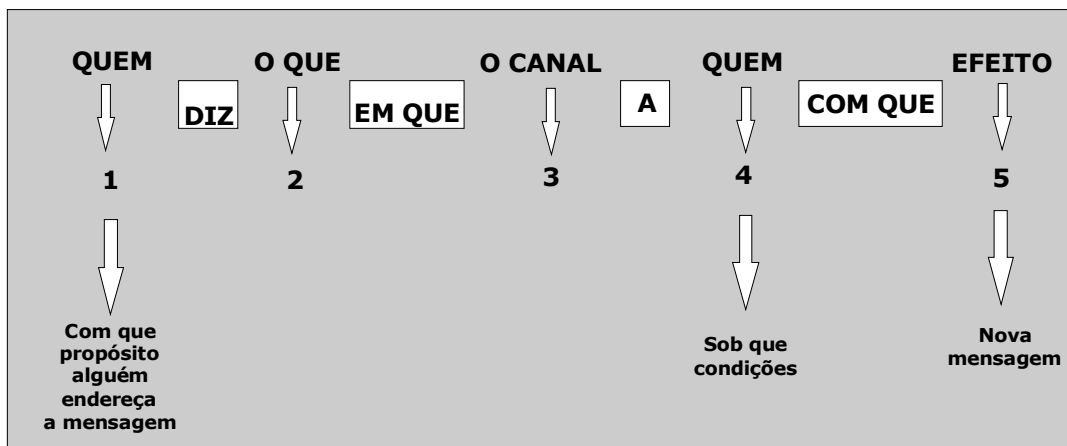 QUEM DIZ O QUE EM QUE O CANAL A QUEM COM QUE EFEITO
1 2 3 4 5
Com que
propósito
alguém
endereça
a mensagem
Sob que
condições
Nova
mensagem